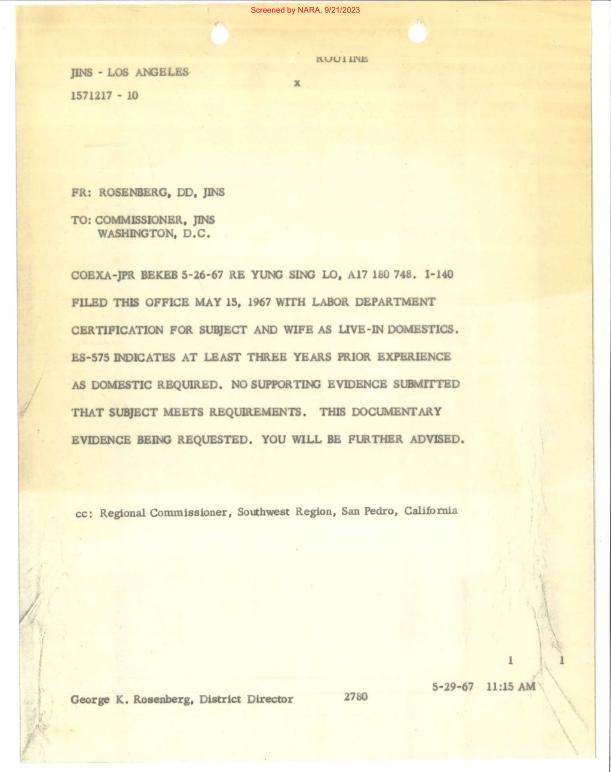 Screened by NARA, 9/21/2023
ROUTINE
JINS - LOS ANGELES
x
1571217 - 10
FR: ROSENBERG, DD, JINS
TO: COMMISSIONER, JINS
WASHINGTON, D.C.
COEXA-JPR BEKEB 5-26-67 RE YUNG SING LO, A17 180 748. I-140
FILED THIS OFFICE MAY 15, 1967 WITH LABOR DEPARTMENT
CERTIFICATION FOR SUBJECT AND WIFE AS LIVE-IN DOMESTICS.
ES-575 INDICATES AT LEAST THREE YEARS PRIOR EXPERIENCE
AS DOMESTIC REQUIRED. NO SUPPORTING EVIDENCE SUBMITTED
THAT SUBJECT MEETS REQUIREMENTS. THIS DOCUMENTARY
EVIDENCE BEING REQUESTED. YOU WILL BE FURTHER ADVISED.
cc: Regional Commissioner, Southwest Region, San Pedro, California
1 1
5-29-67 11:15 AM
George K. Rosenberg, District Director 2780